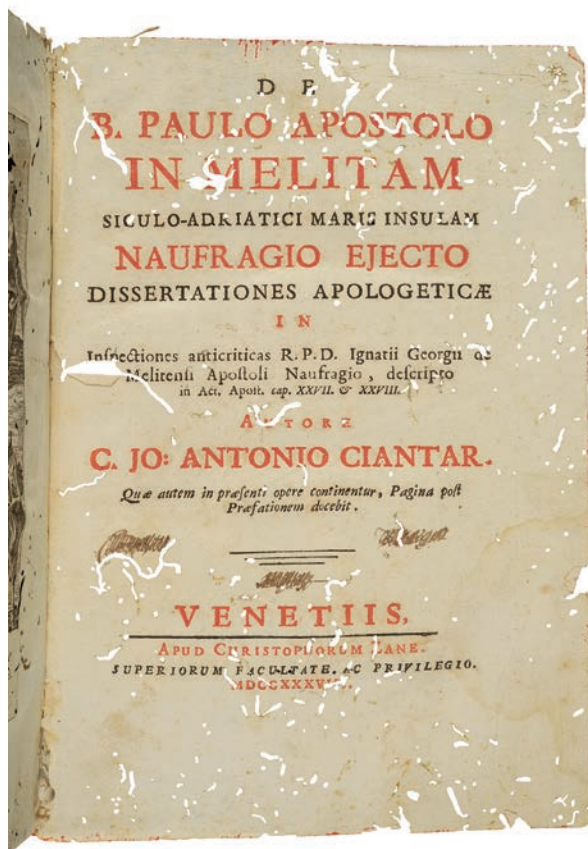 DE
B. PAULO APOSTOLO
IN MELITAM
SICULO-ADRIATICI MARIS INSULAM
NAUFRAGIO EJECTO
DISSERTATIONES APOLOGETICÆ
IN
Inſpectiones anticriticas R. P. D. Ignatii Georgii de
Melitenſi Apoſtoli Naufragio, deſcripto
in Act. Apoſt. cap. XXVII. & XXVIII.
AUTORE
C. JO: ANTONIO CIANTAR.
Quæ autem in præſenti opere continentur, Pagina poſt
Præfationem docebit.
VENETIIS,
APUD CHRISTOPHORUM ZANE.
SUPERIORUM FACULTATE, AC PRIVILEGIO.